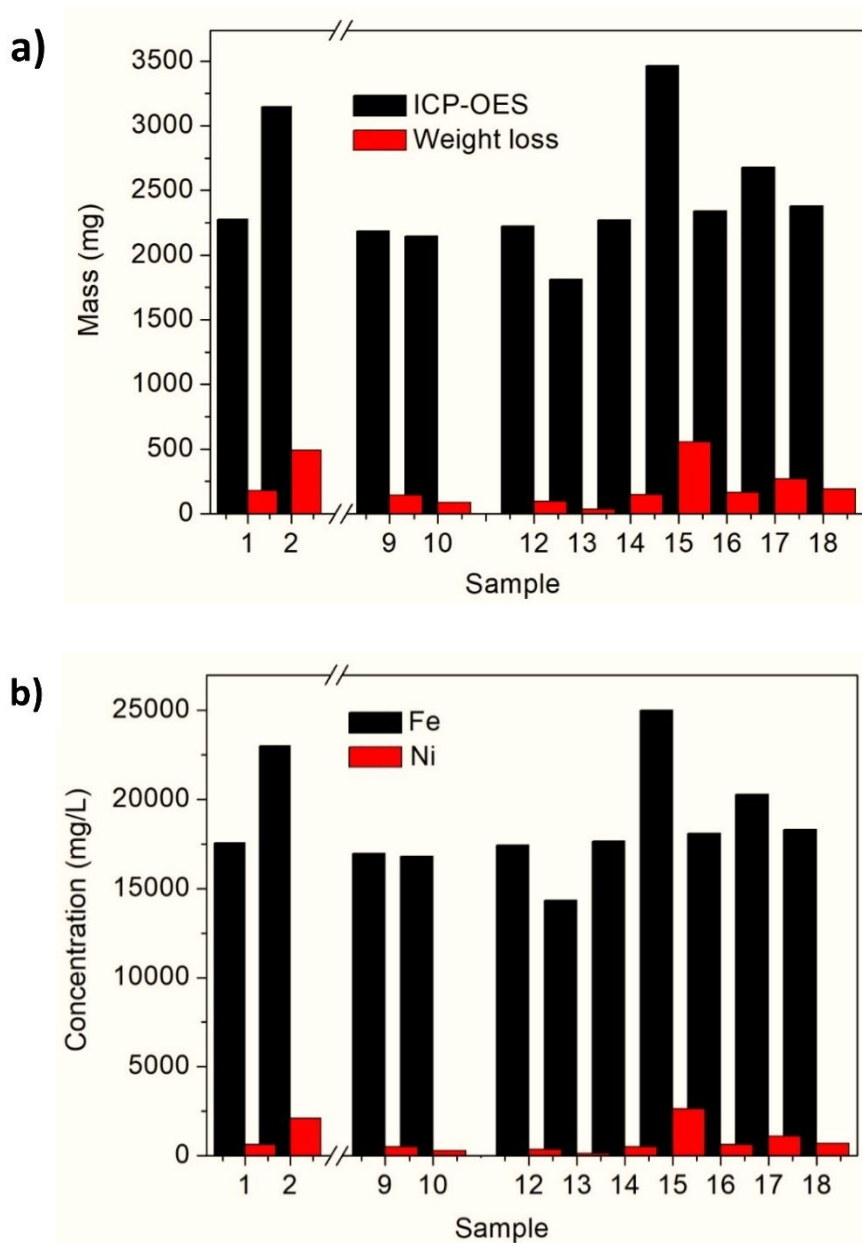 a)
Mass (mg)
3500
3000
2500
2000
1500
1000
500
0
ICP-OES
Weight loss
1 2 9 10 12 13 14 15 16 17 18
Sample
b)
Concentration (mg/L)
25000
20000
15000
10000
5000
0
Fe
Ni
1 2 9 10 12 13 14 15 16 17 18
Sample